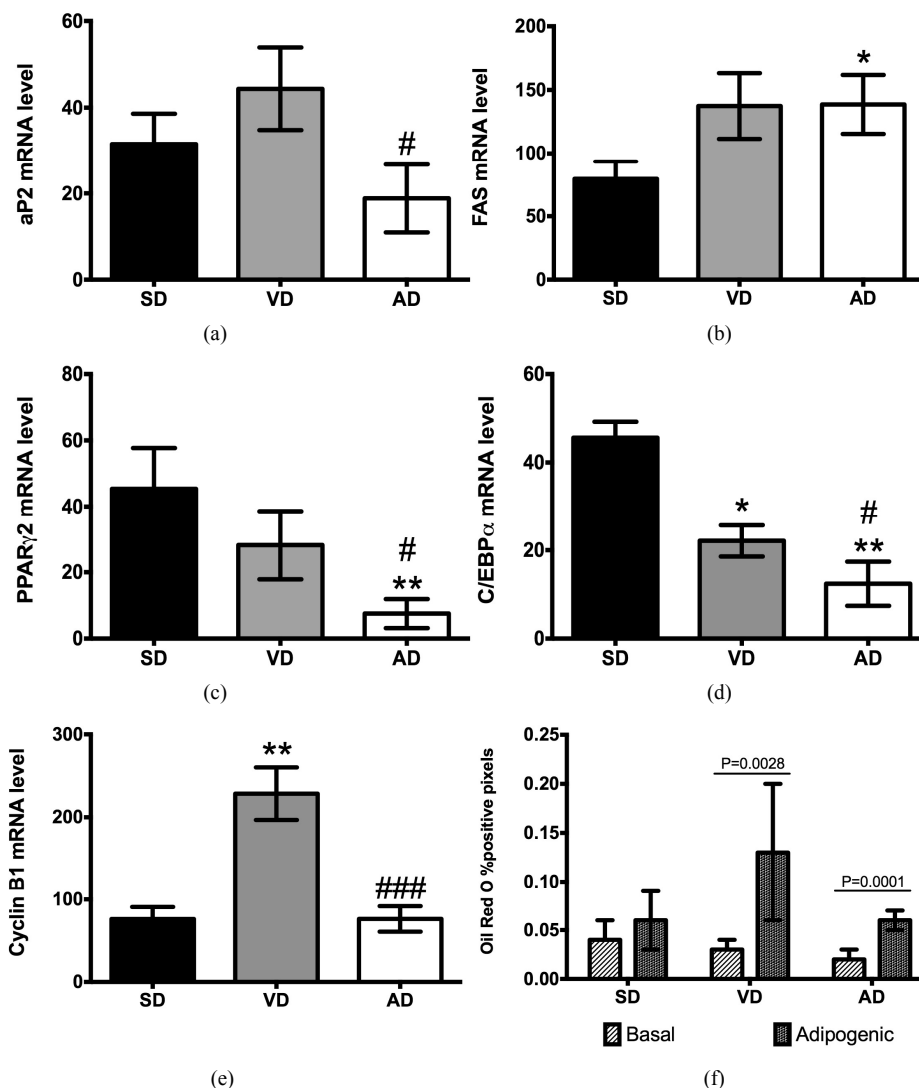 aP2 mRNA level
60
40
20
0
#
SD VD AD
(a)
FAS mRNA level
200
150
100
50
0
*
SD VD AD
(b)
PPARγ2 mRNA level
80
60
40
20
0
#
**
SD VD AD
(c)
C/EBPα mRNA level
60
40
20
0
*
#
**
SD VD AD
(d)
Cyclin B1 mRNA level
300
200
100
0
**
###
SD VD AD
(e)
Oil Red O %positive pixels
0.25
0.20
0.15
0.10
0.05
0.00
P=0.0028
P=0.0001
SD VD AD
Basal Adipogenic
(f)